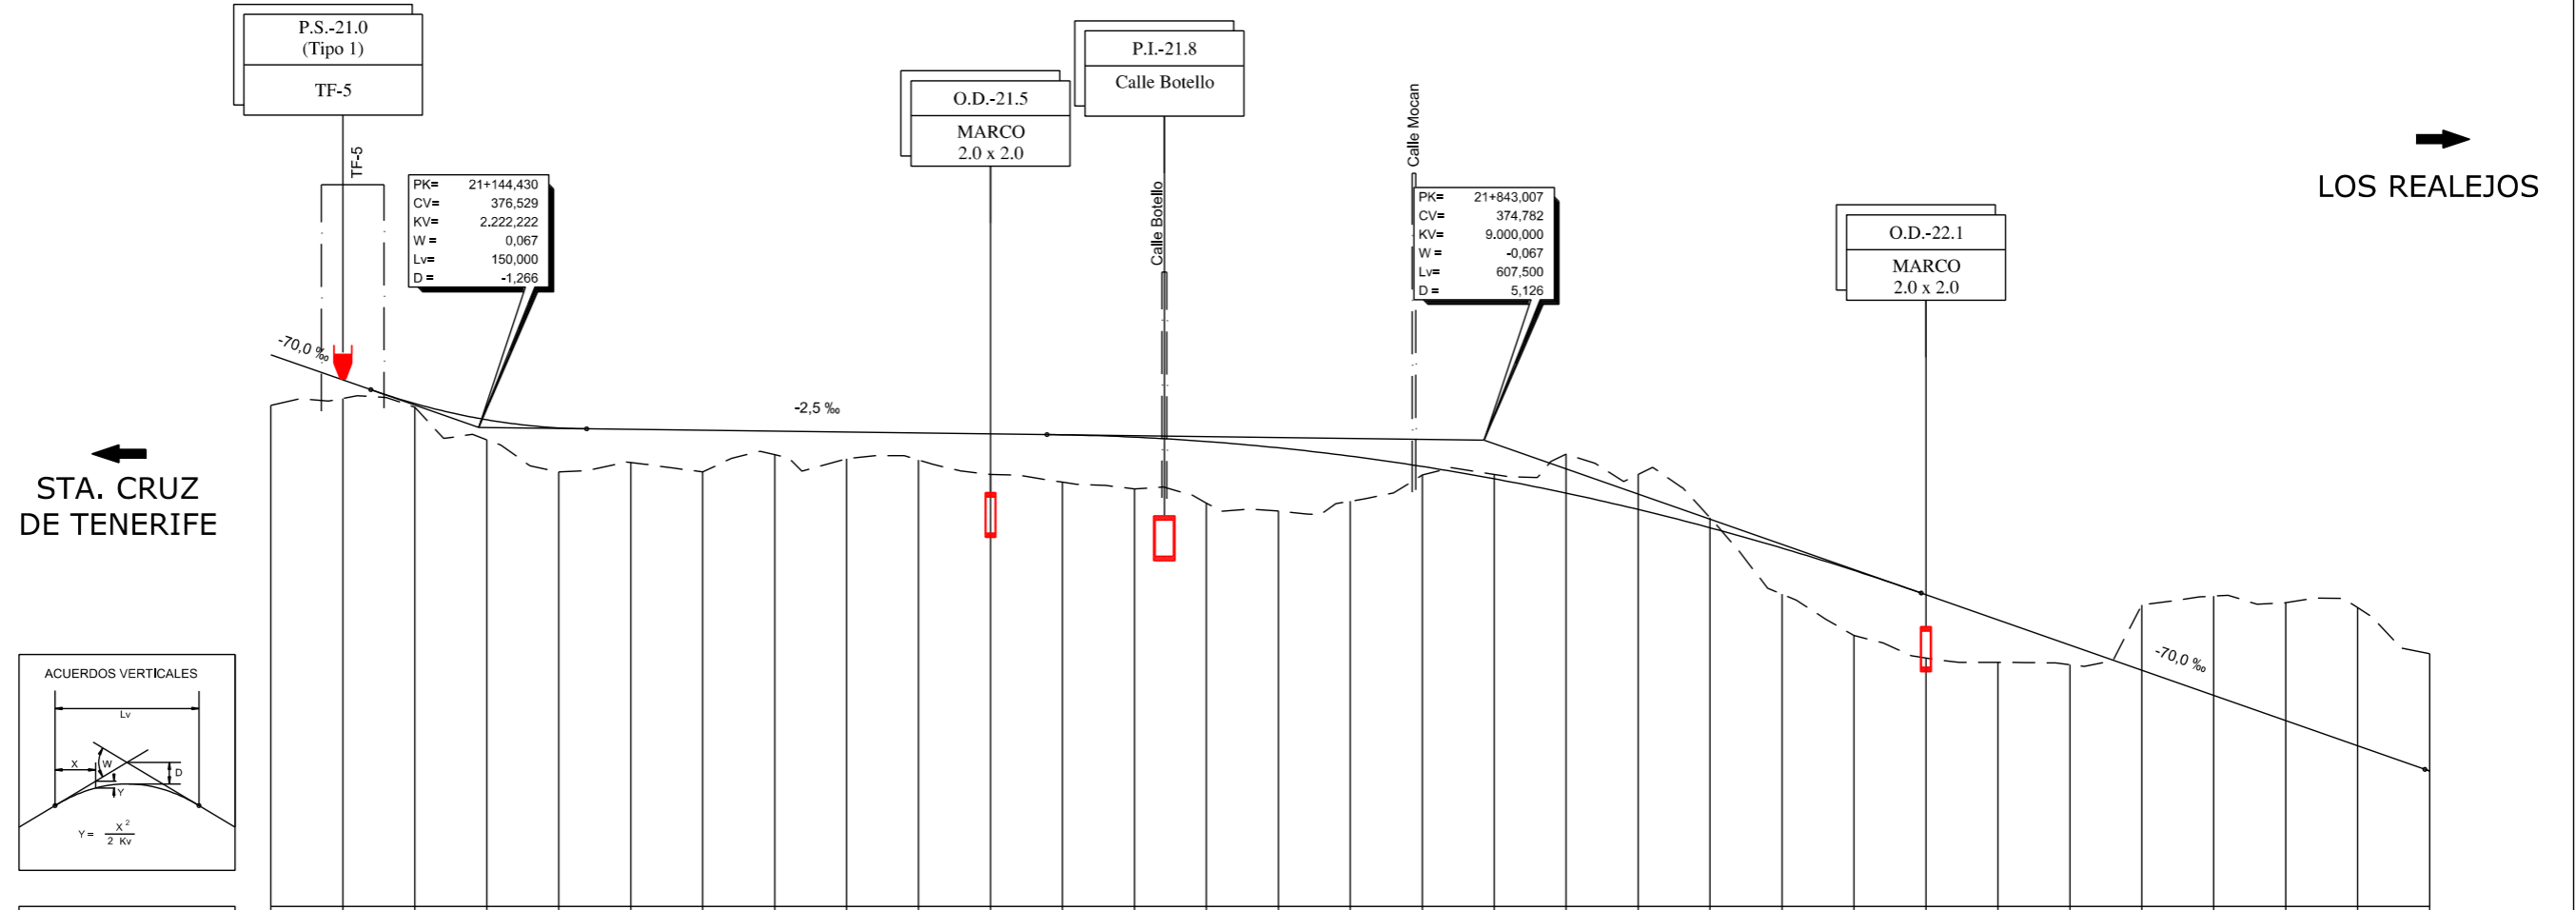 P.S.-21.0
(Tipo 1)
TF-5
TF-5
PK= 21+144,430
CV= 376,529
KV= 2.222,222
W = 0,067
Lv= 150,000
D = -1,266
O.D.-21.5
MARCO
2.0 x 2.0
P.I.-21.8
Calle Botello
Calle Botello
Calle Mocan
PK= 21+843,007
CV= 374,782
KV= 9.000,000
W = -0,067
Lv= 607,500
D = 5,126
O.D.-22.1
MARCO
2.0 x 2.0
LOS REALEJOS
-70,0 ‰
-2,5 ‰
-70,0 ‰
STA. CRUZ
DE TENERIFE
ACUERDOS VERTICALES
Lv
X
W
D
Y
Y = X 2
2 Kv